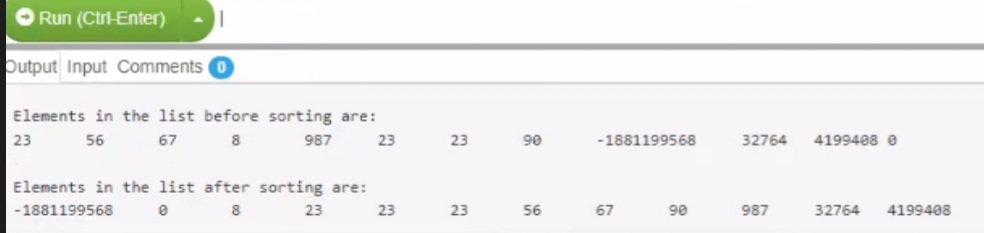 Run (Ctrl-Enter)
Output Input Comments 0
Elements in the list before sorting are:
23 56 67 8 987 23 23 90 -1881199568 32764 4199408 0
Elements in the list after sorting are:
-1881199568 0 8 23 23 23 56 67 90 987 32764 4199408